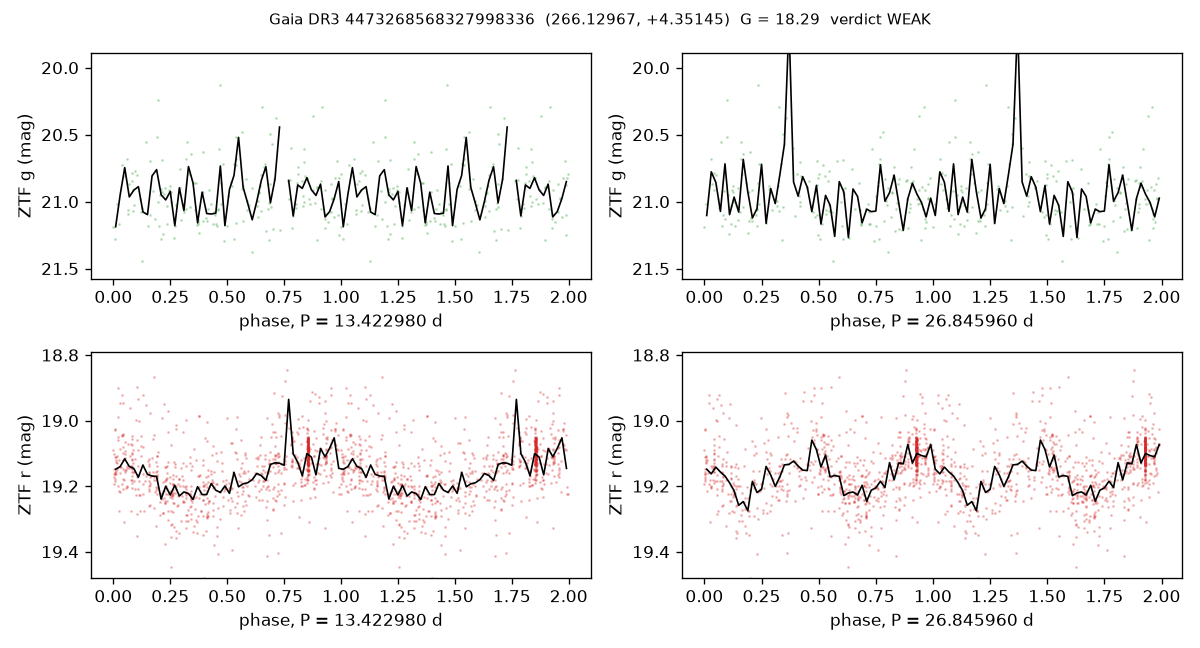 Gaia DR3 4473268568327998336  (266.12967, +4.35145)  G = 18.29  verdict WEAK
ZTF g (mag)
20.0
20.5
21.0
21.5
0.00 0.25 0.50 0.75 1.00 1.25 1.50 1.75 2.00
phase, P = 13.422980 d
ZTF g (mag)
20.0
20.5
21.0
21.5
0.00 0.25 0.50 0.75 1.00 1.25 1.50 1.75 2.00
phase, P = 26.845960 d
ZTF r (mag)
18.8
19.0
19.2
19.4
0.00 0.25 0.50 0.75 1.00 1.25 1.50 1.75 2.00
phase, P = 13.422980 d
ZTF r (mag)
18.8
19.0
19.2
19.4
0.00 0.25 0.50 0.75 1.00 1.25 1.50 1.75 2.00
phase, P = 26.845960 d